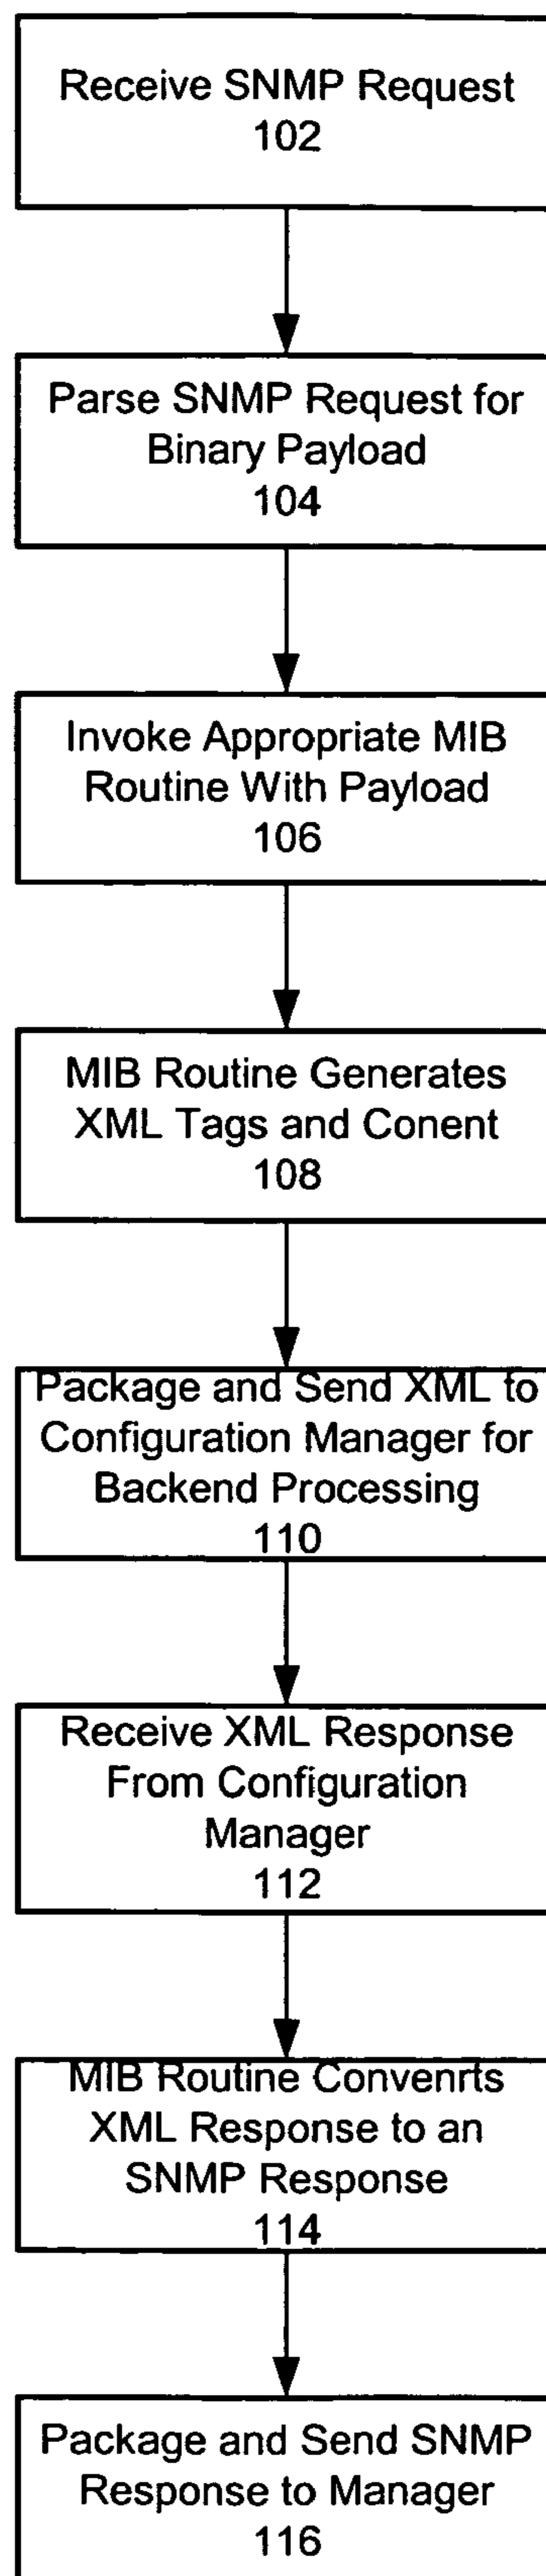 Receive SNMP Request
102
Parse SNMP Request for
Binary Payload
104
Invoke Appropriate MIB
Routine With Payload
106
MIB Routine Generates
XML Tags and Conent
108
Package and Send XML to
Configuration Manager for
Backend Processing
110
Receive XML Response
From Configuration
Manager
112
MIB Routine Convenrts
XML Response to an
SNMP Response
114
Package and Send SNMP
Response to Manager
116